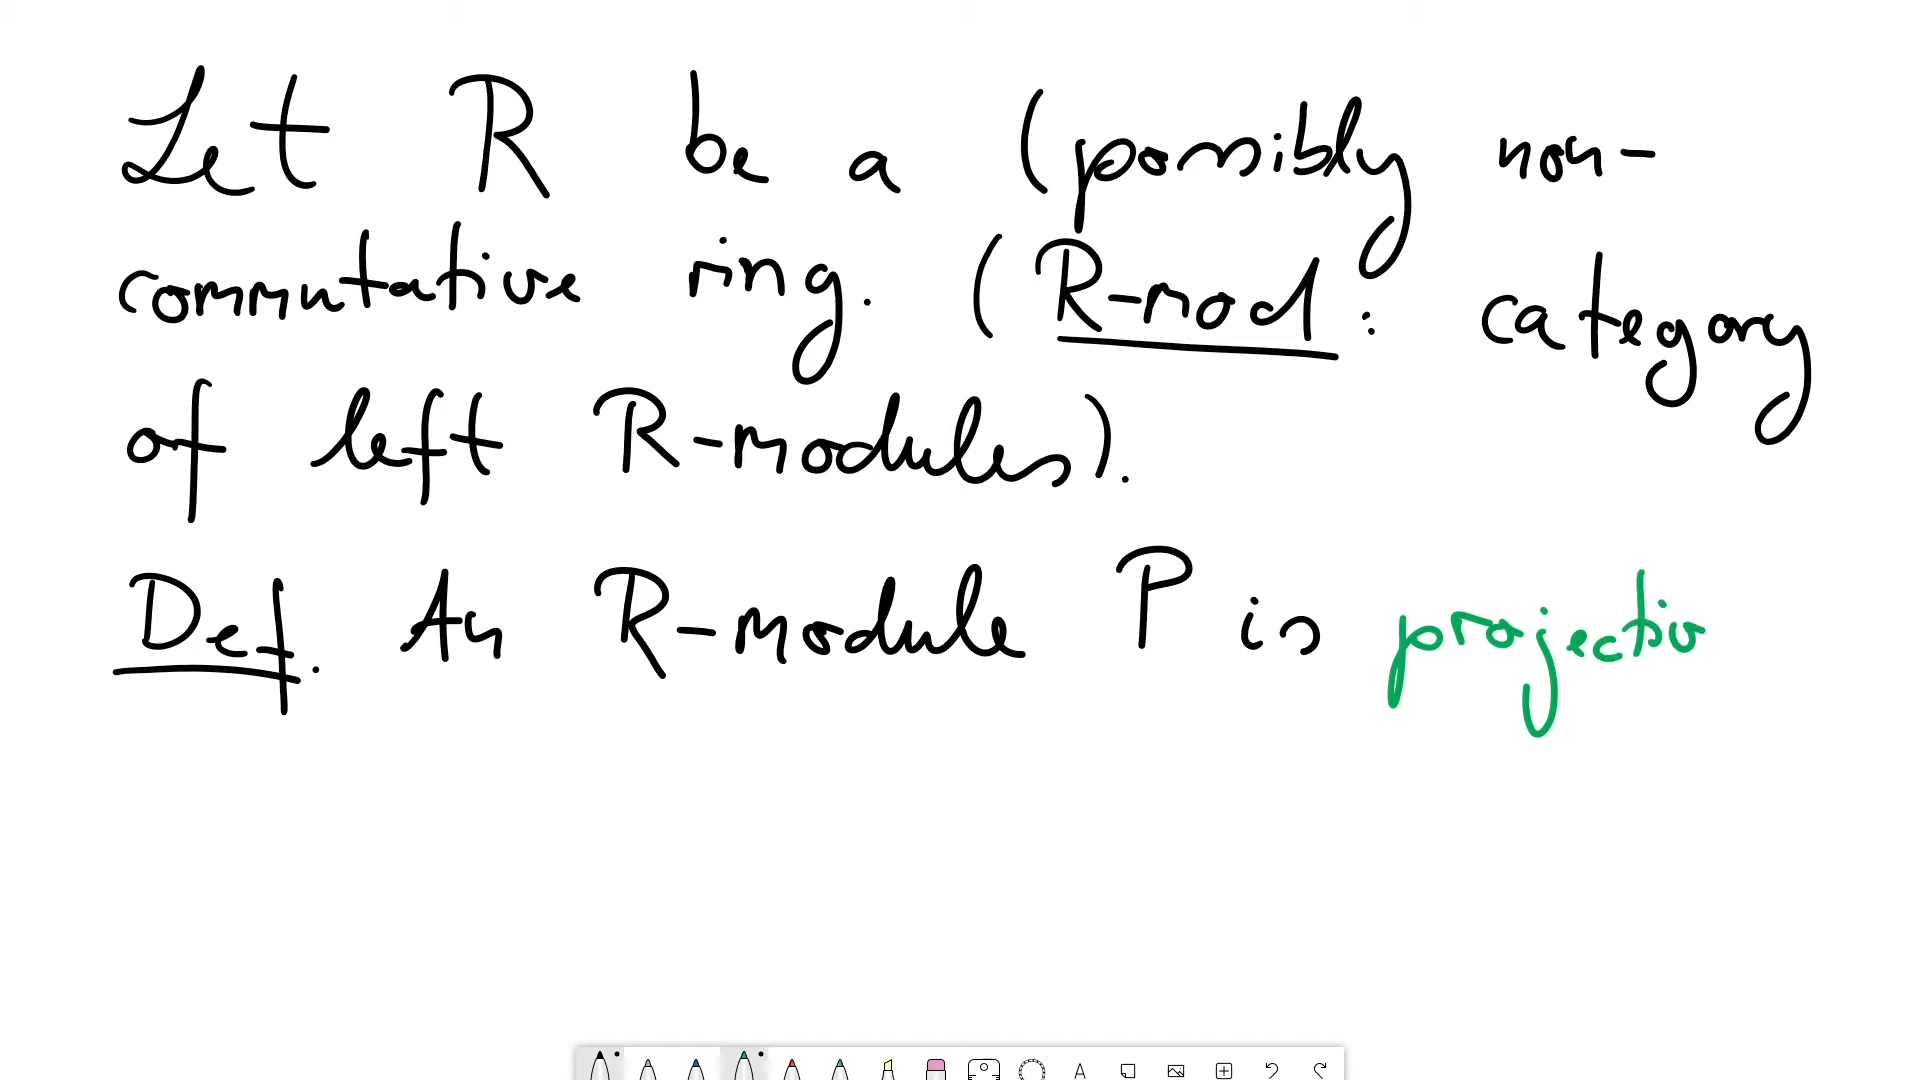 Let R be a (possibly non-
commutative ring. (R-mod: category
of left R-modules).
Def. An R-module P is projectiv